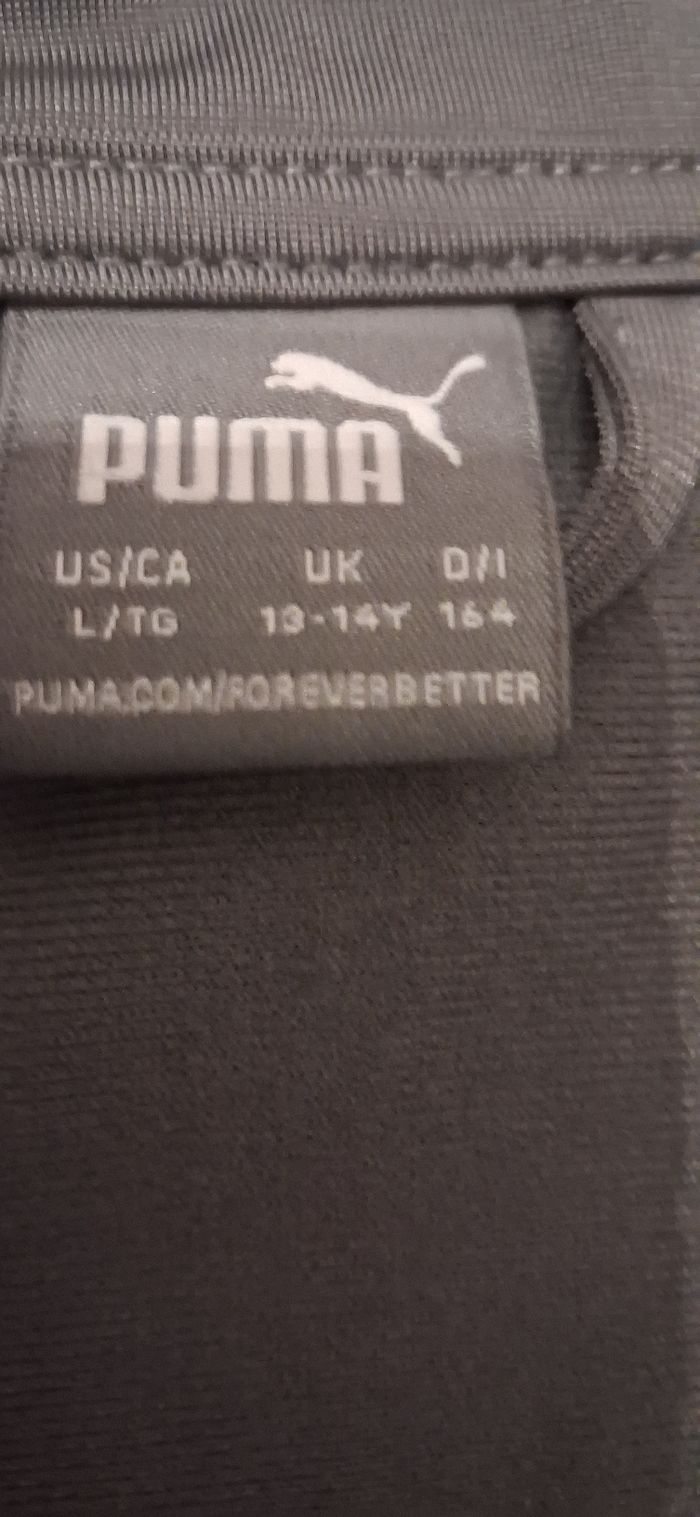 PUMA
US/CA UK D/I
L/TG 13-14Y 164
PUMA.COM/FOREVERBETTER